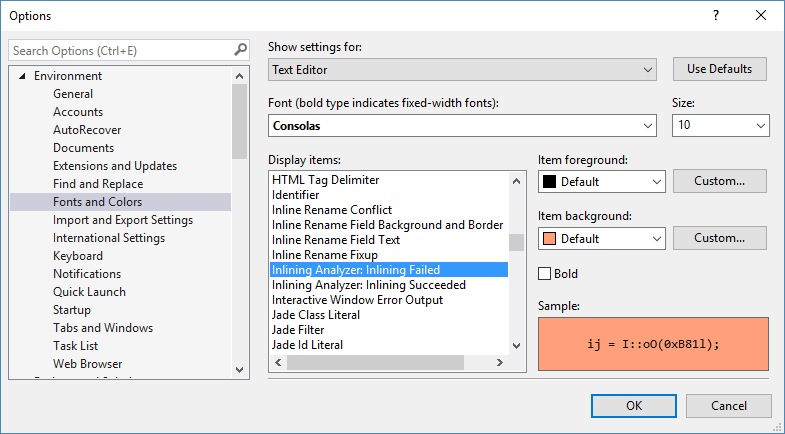 Options
Search Options (Ctrl+E)
Environment
General
Accounts
AutoRecover
Documents
Extensions and Updates
Find and Replace
Fonts and Colors
Import and Export Settings
International Settings
Keyboard
Notifications
Quick Launch
Startup
Tabs and Windows
Task List
Web Browser
Show settings for:
Text Editor
Use Defaults
Font (bold type indicates fixed-width fonts):
Size:
Consolas
10
Display items:
HTML Tag Delimiter
Identifier
Inline Rename Conflict
Inline Rename Field Background and Border
Inline Rename Field Text
Inline Rename Fixup
Inlining Analyzer: Inlining Failed
Inlining Analyzer: Inlining Succeeded
Interactive Window Error Output
Jade Class Literal
Jade Filter
Jade Id Literal
Item foreground:
Default
Custom...
Item background:
Default
Custom...
Bold
Sample:
ij = I::oO(0xB81l);
OK
Cancel